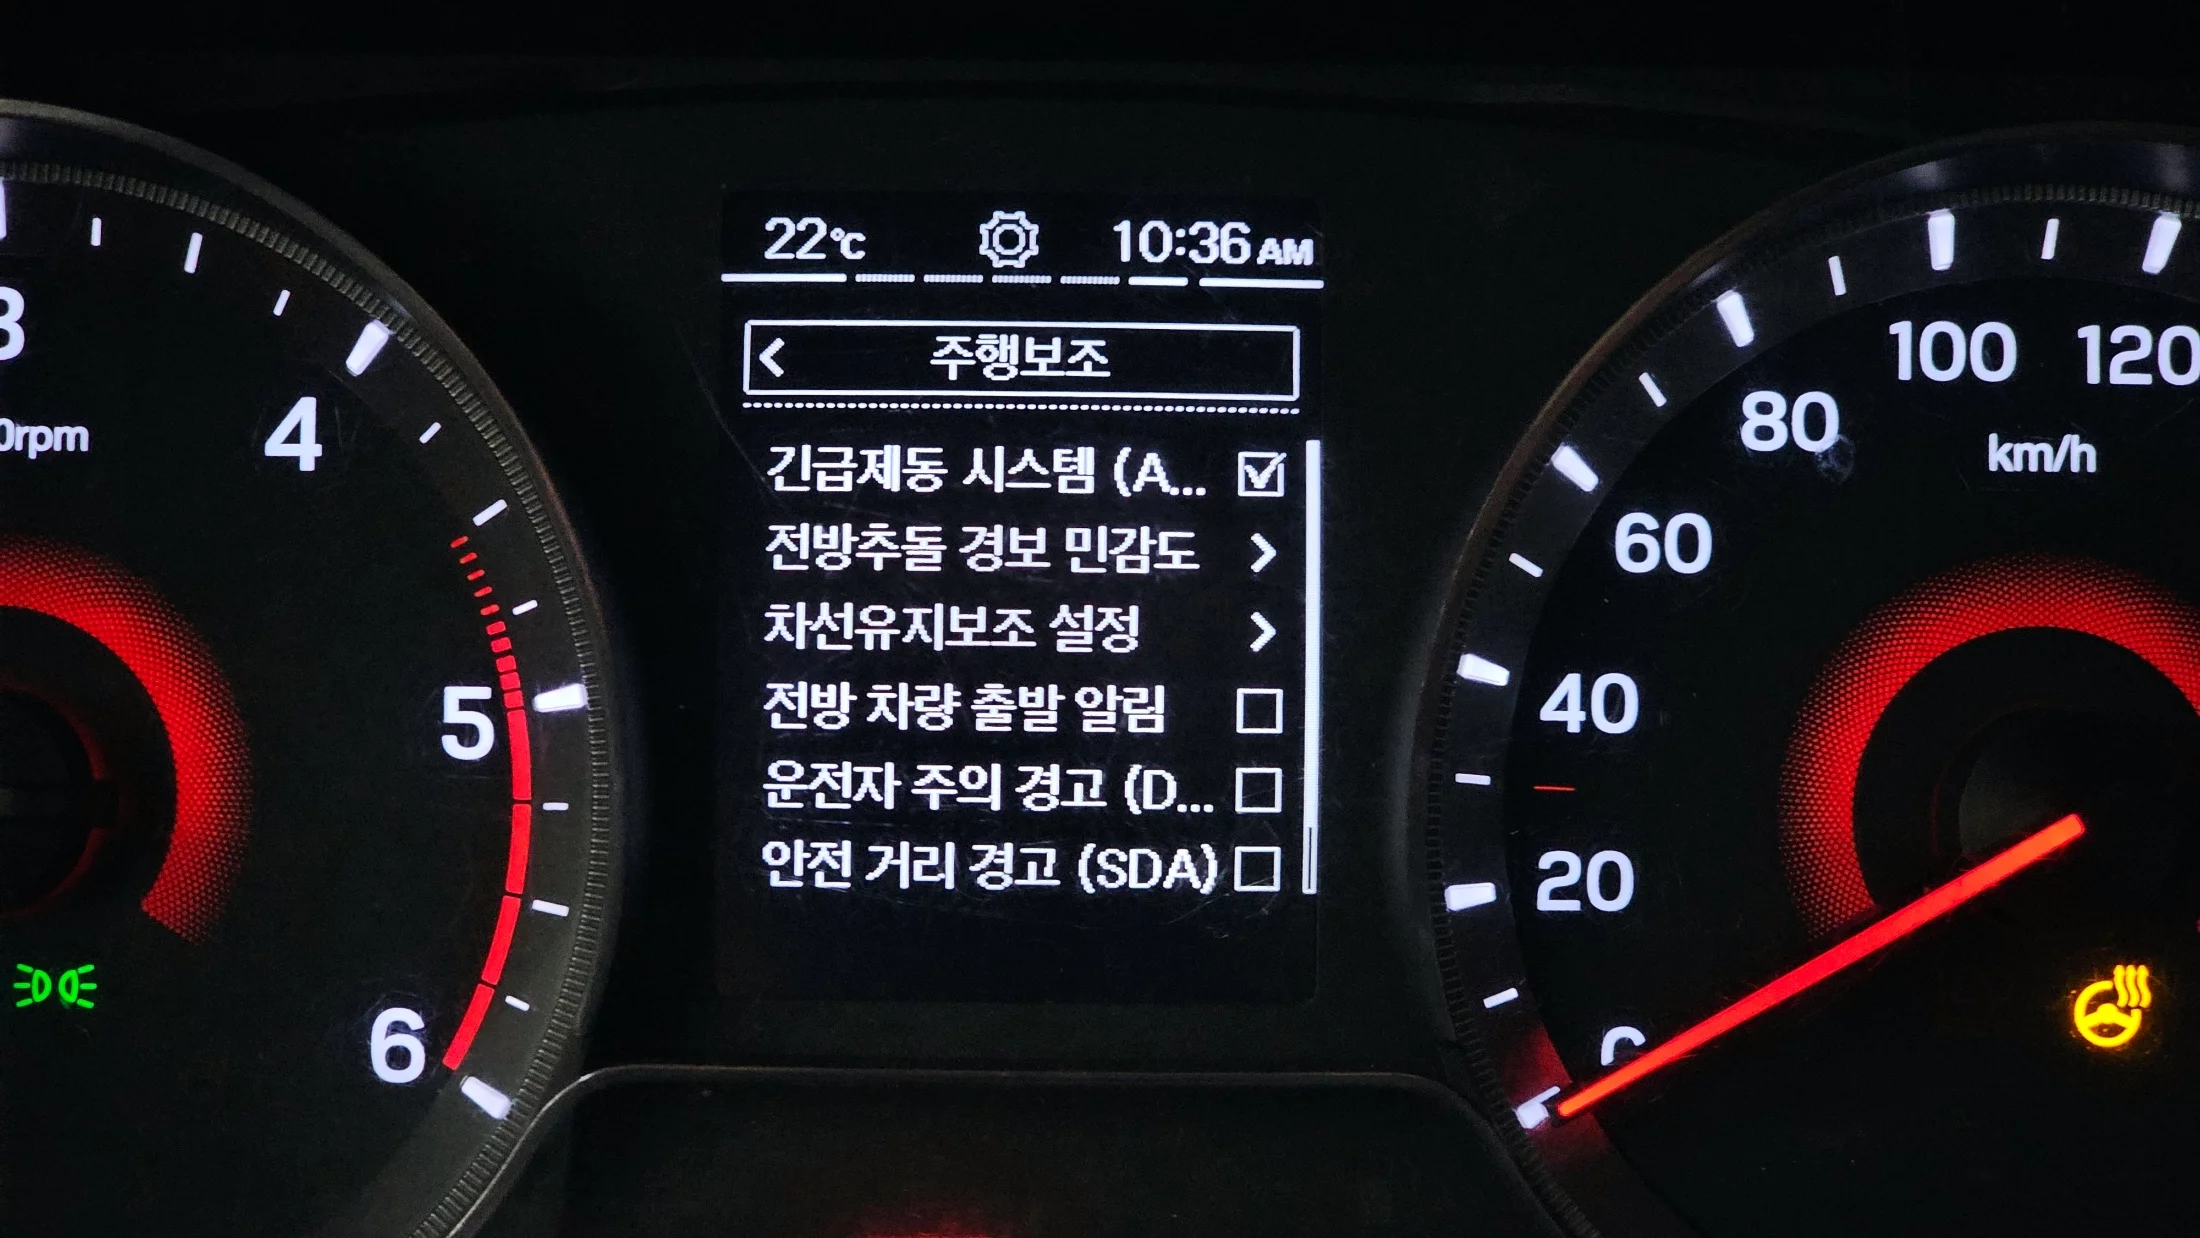 22℃ 10:36 AM
주행보조
긴급제동 시스템 (A...
전방추돌 경보 민감도
차선유지보조 설정
전방 차량 출발 알림
운전자 주의 경고 (D...
안전 거리 경고 (SDA)
3
0rpm
4
5
6
120
100
km/h
80
60
40
20
0